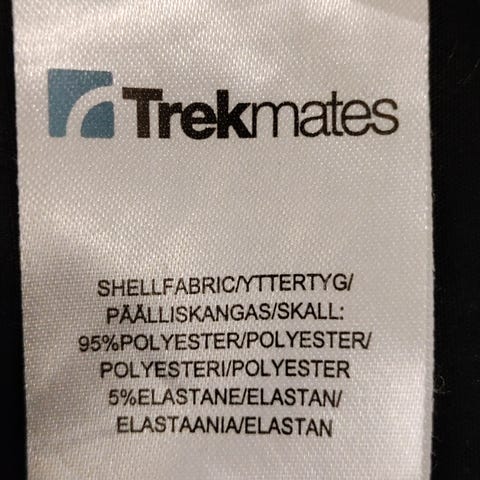 Trekmates
SHELLFABRIC/YTTERTYG/
PÄÄLLISKANGAS/SKALL:
95%POLYESTER/POLYESTER/
POLYESTERI/POLYESTER
5%ELASTANE/ELASTAN/
ELASTAANIA/ELASTAN